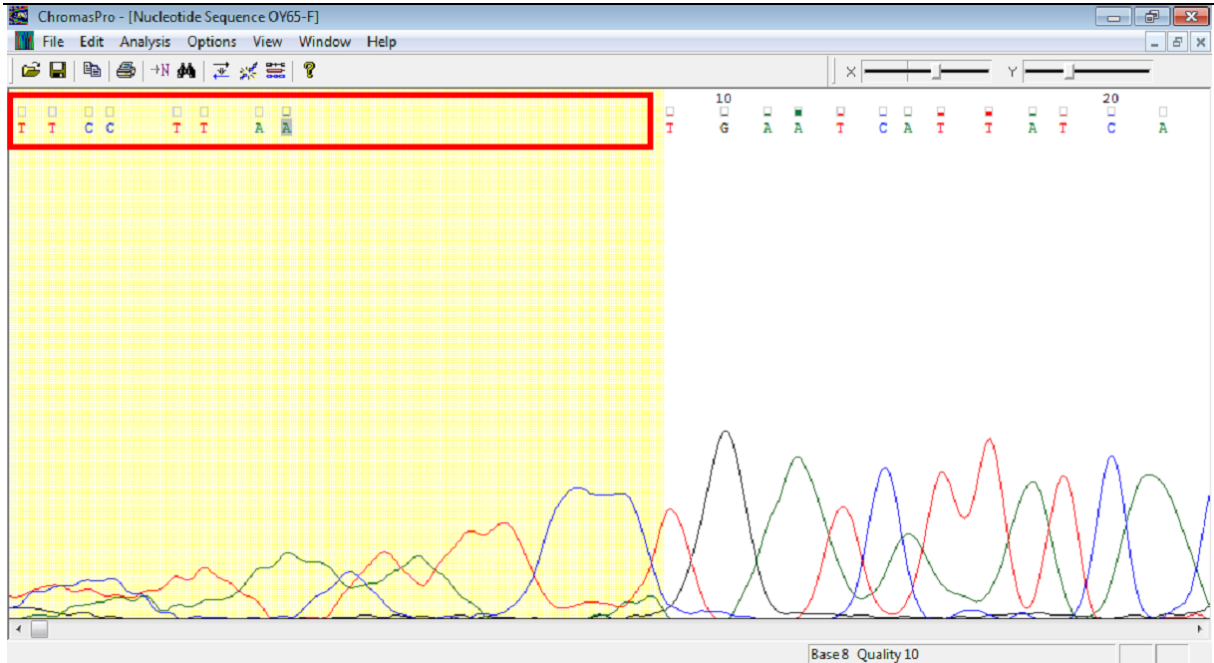 ChromasPro - [Nucleotide Sequence OY65-F]
File Edit Analysis Options View Window Help
→N ? X Y
10 20
T T C C T T A A T G A A T C A T T A T C A
Base 8 Quality 10